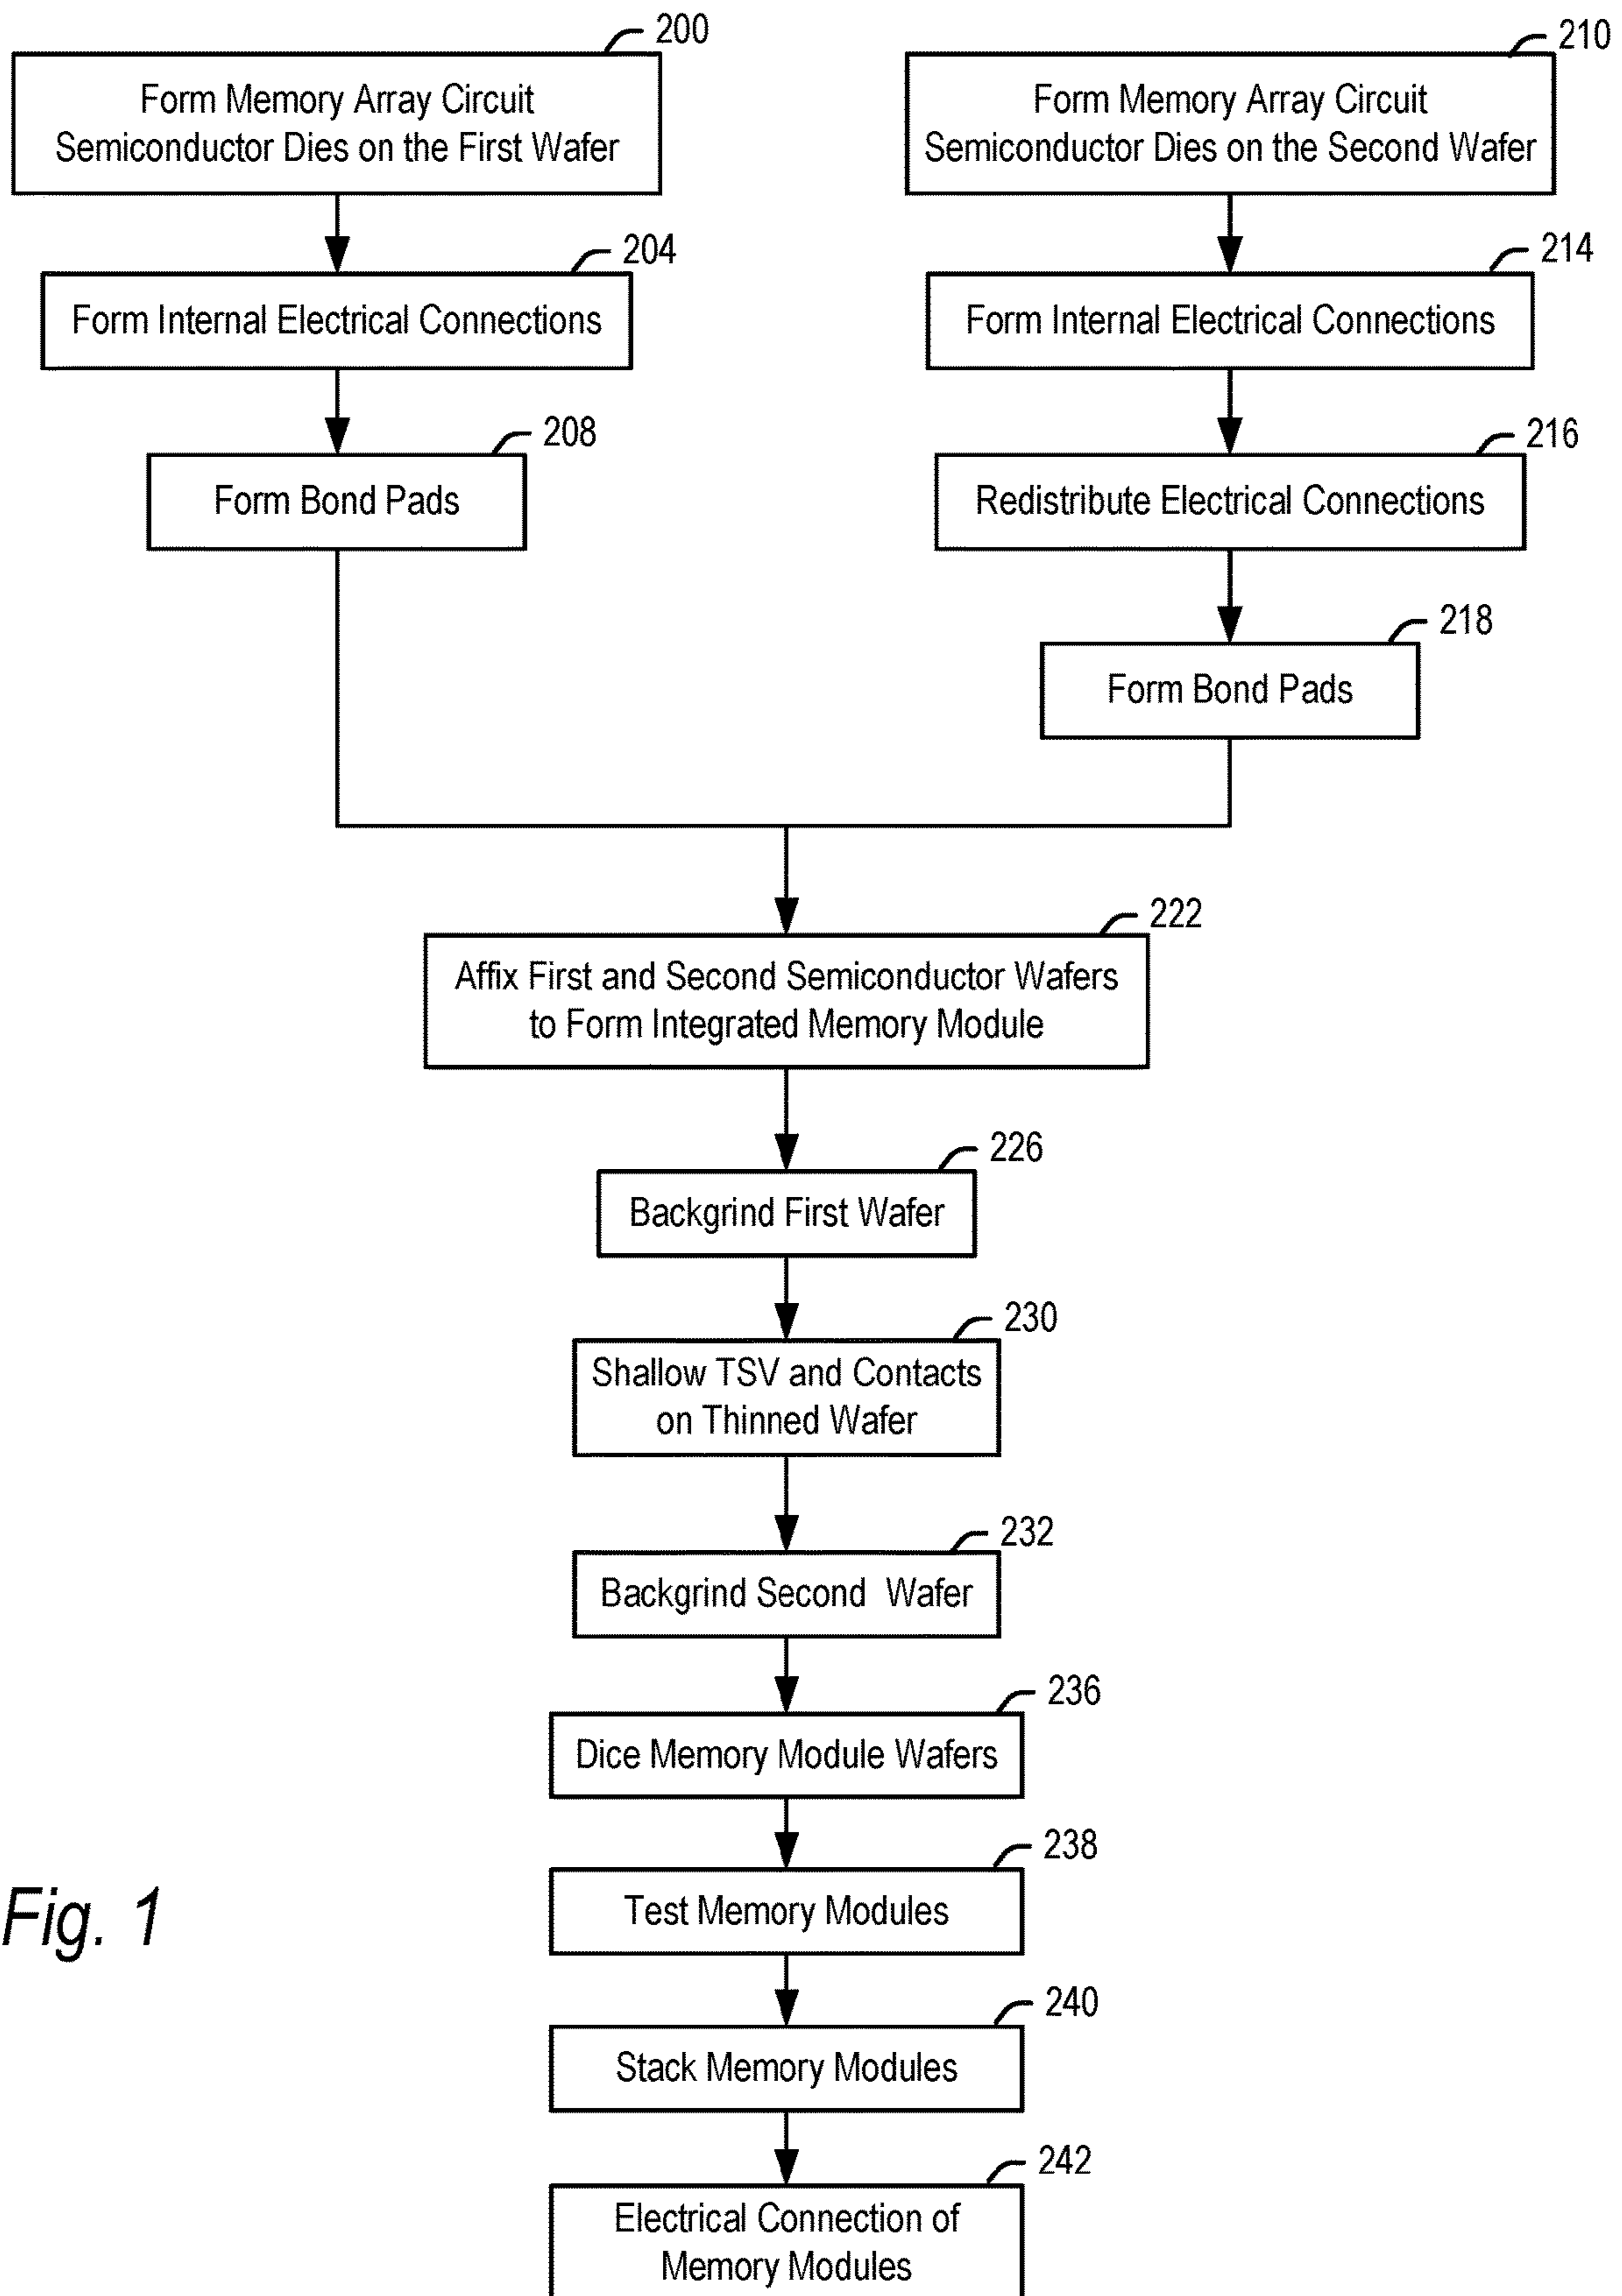 200
Form Memory Array Circuit
Semiconductor Dies on the First Wafer
210
Form Memory Array Circuit
Semiconductor Dies on the Second Wafer
204
Form Internal Electrical Connections
214
Form Internal Electrical Connections
208
Form Bond Pads
216
Redistribute Electrical Connections
218
Form Bond Pads
222
Affix First and Second Semiconductor Wafers
to Form Integrated Memory Module
226
Backgrind First Wafer
230
Shallow TSV and Contacts
on Thinned Wafer
232
Backgrind Second Wafer
236
Dice Memory Module Wafers
238
Test Memory Modules
240
Stack Memory Modules
242
Electrical Connection of
Memory Modules
Fig. 1